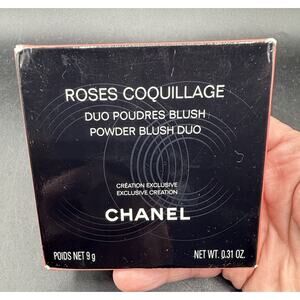 ROSES COQUILLAGE
DUO POUDRES BLUSH
POWDER BLUSH DUO
CRÉATION EXCLUSIVE
EXCLUSIVE CREATION
CHANEL
POIDS NET 9 g NET WT. 0.31 OZ.